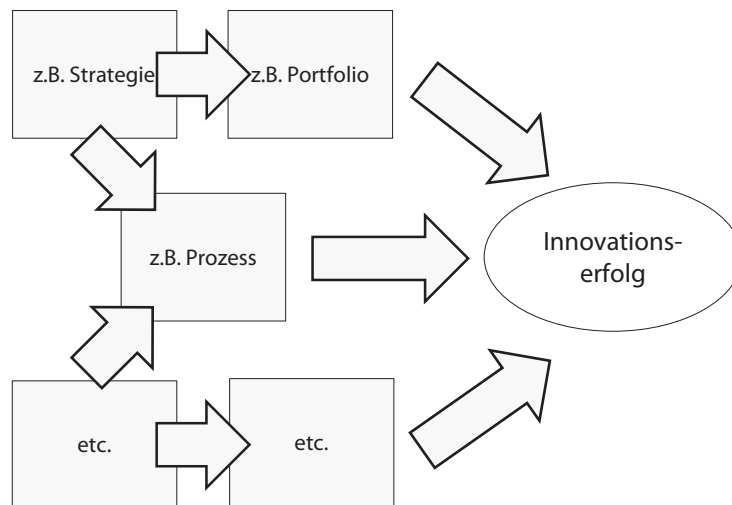 z.B. Strategie
z.B. Portfolio
z.B. Prozess
Innovations-
erfolg
etc.
etc.